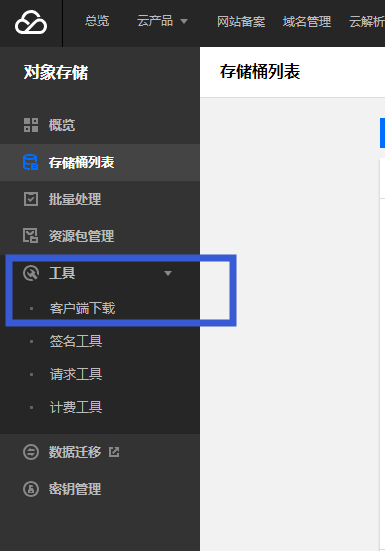 总览 云产品 网站备案 域名管理 云解析
对象存储 存储桶列表
概览
存储桶列表
批量处理
资源包管理
工具
客户端下载
签名工具
请求工具
计费工具
数据迁移
密钥管理